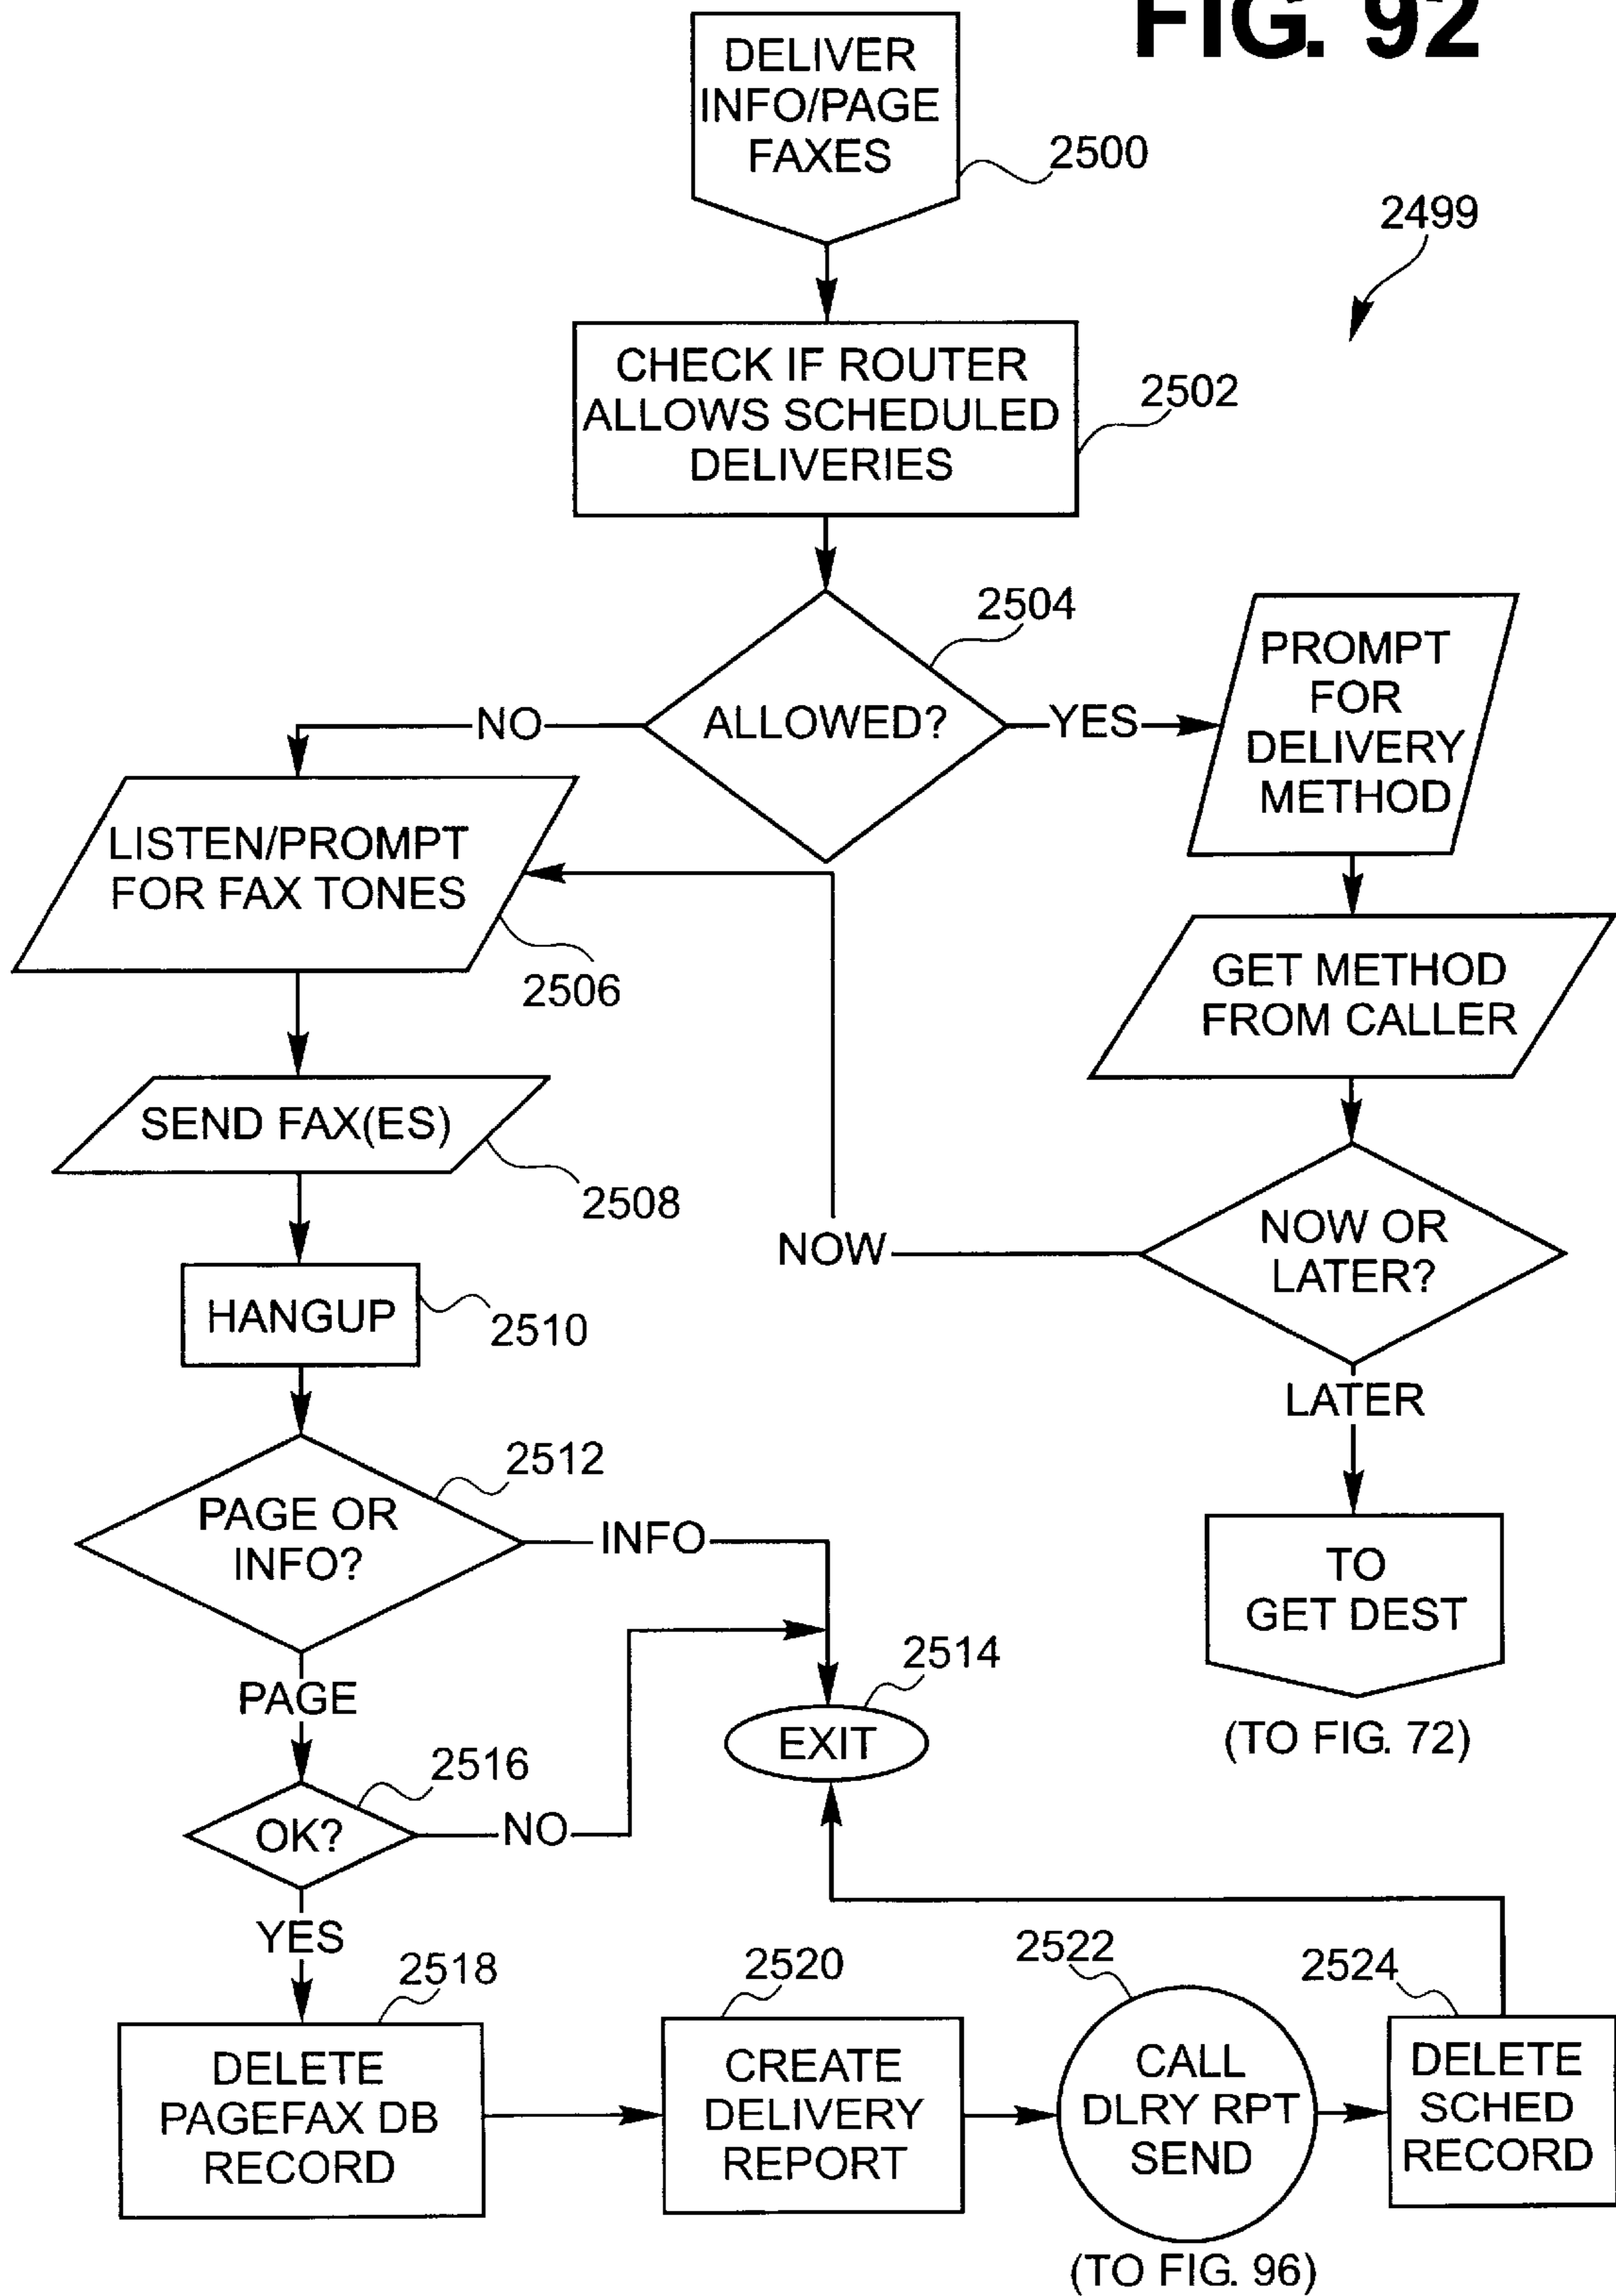 FIG. 92
DELIVER
INFO/PAGE
FAXES
2500
2499
CHECK IF ROUTER
ALLOWS SCHEDULED
DELIVERIES
2502
2504
ALLOWED?
NO
YES
PROMPT
FOR
DELIVERY
METHOD
LISTEN/PROMPT
FOR FAX TONES
2506
GET METHOD
FROM CALLER
SEND FAX(ES)
2508
NOW OR
LATER?
NOW
LATER
HANGUP
2510
TO
GET DEST
(TO FIG. 72)
2512
PAGE OR
INFO?
INFO
PAGE
2514
EXIT
2516
OK?
NO
YES
2518
DELETE
PAGEFAX DB
RECORD
2520
CREATE
DELIVERY
REPORT
2522
CALL
DLRY RPT
SEND
(TO FIG. 96)
2524
DELETE
SCHED
RECORD